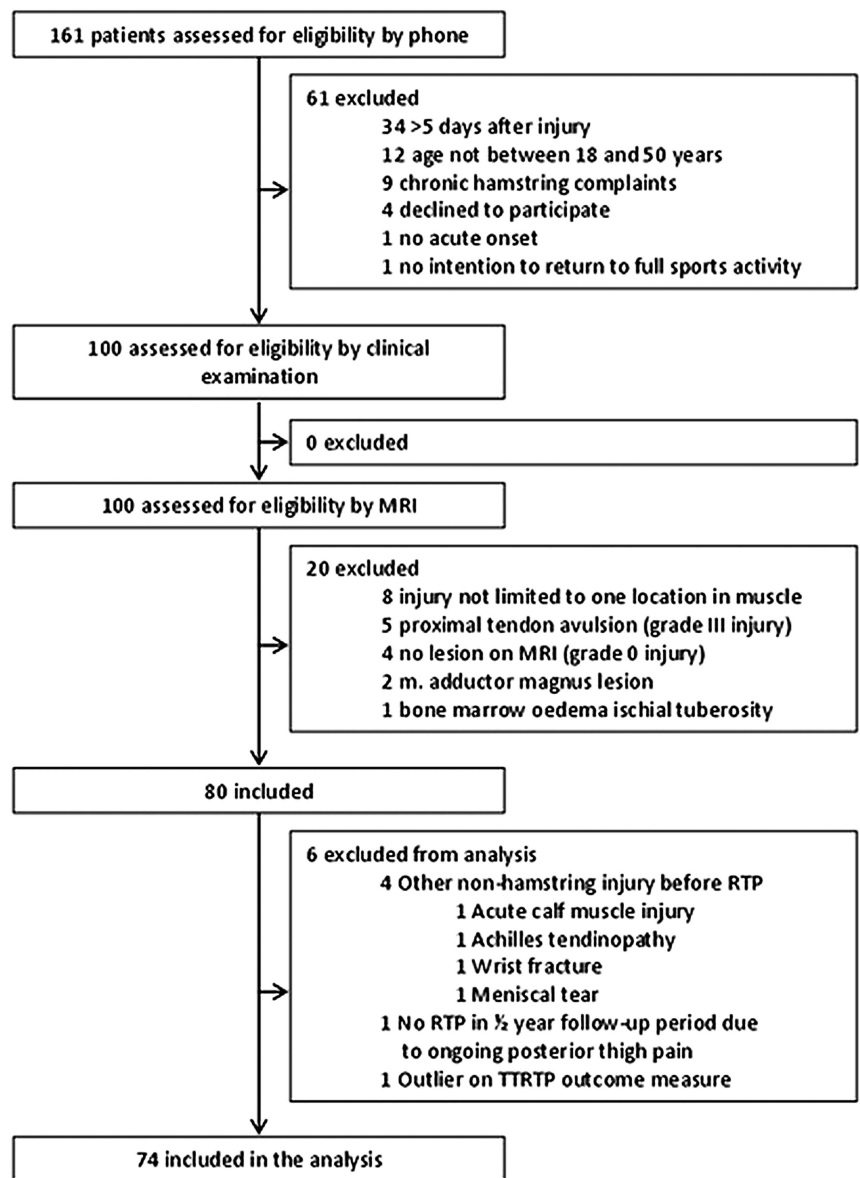 161 patients assessed for eligibility by phone
61 excluded
34 >5 days after injury
12 age not between 18 and 50 years
9 chronic hamstring complaints
4 declined to participate
1 no acute onset
1 no intention to return to full sports activity
100 assessed for eligibility by clinical
examination
0 excluded
100 assessed for eligibility by MRI
20 excluded
8 injury not limited to one location in muscle
5 proximal tendon avulsion (grade III injury)
4 no lesion on MRI (grade 0 injury)
2 m. adductor magnus lesion
1 bone marrow oedema ischial tuberosity
80 included
6 excluded from analysis
4 Other non-hamstring injury before RTP
1 Acute calf muscle injury
1 Achilles tendinopathy
1 Wrist fracture
1 Meniscal tear
1 No RTP in ½ year follow-up period due
to ongoing posterior thigh pain
1 Outlier on TTRTP outcome measure
74 included in the analysis